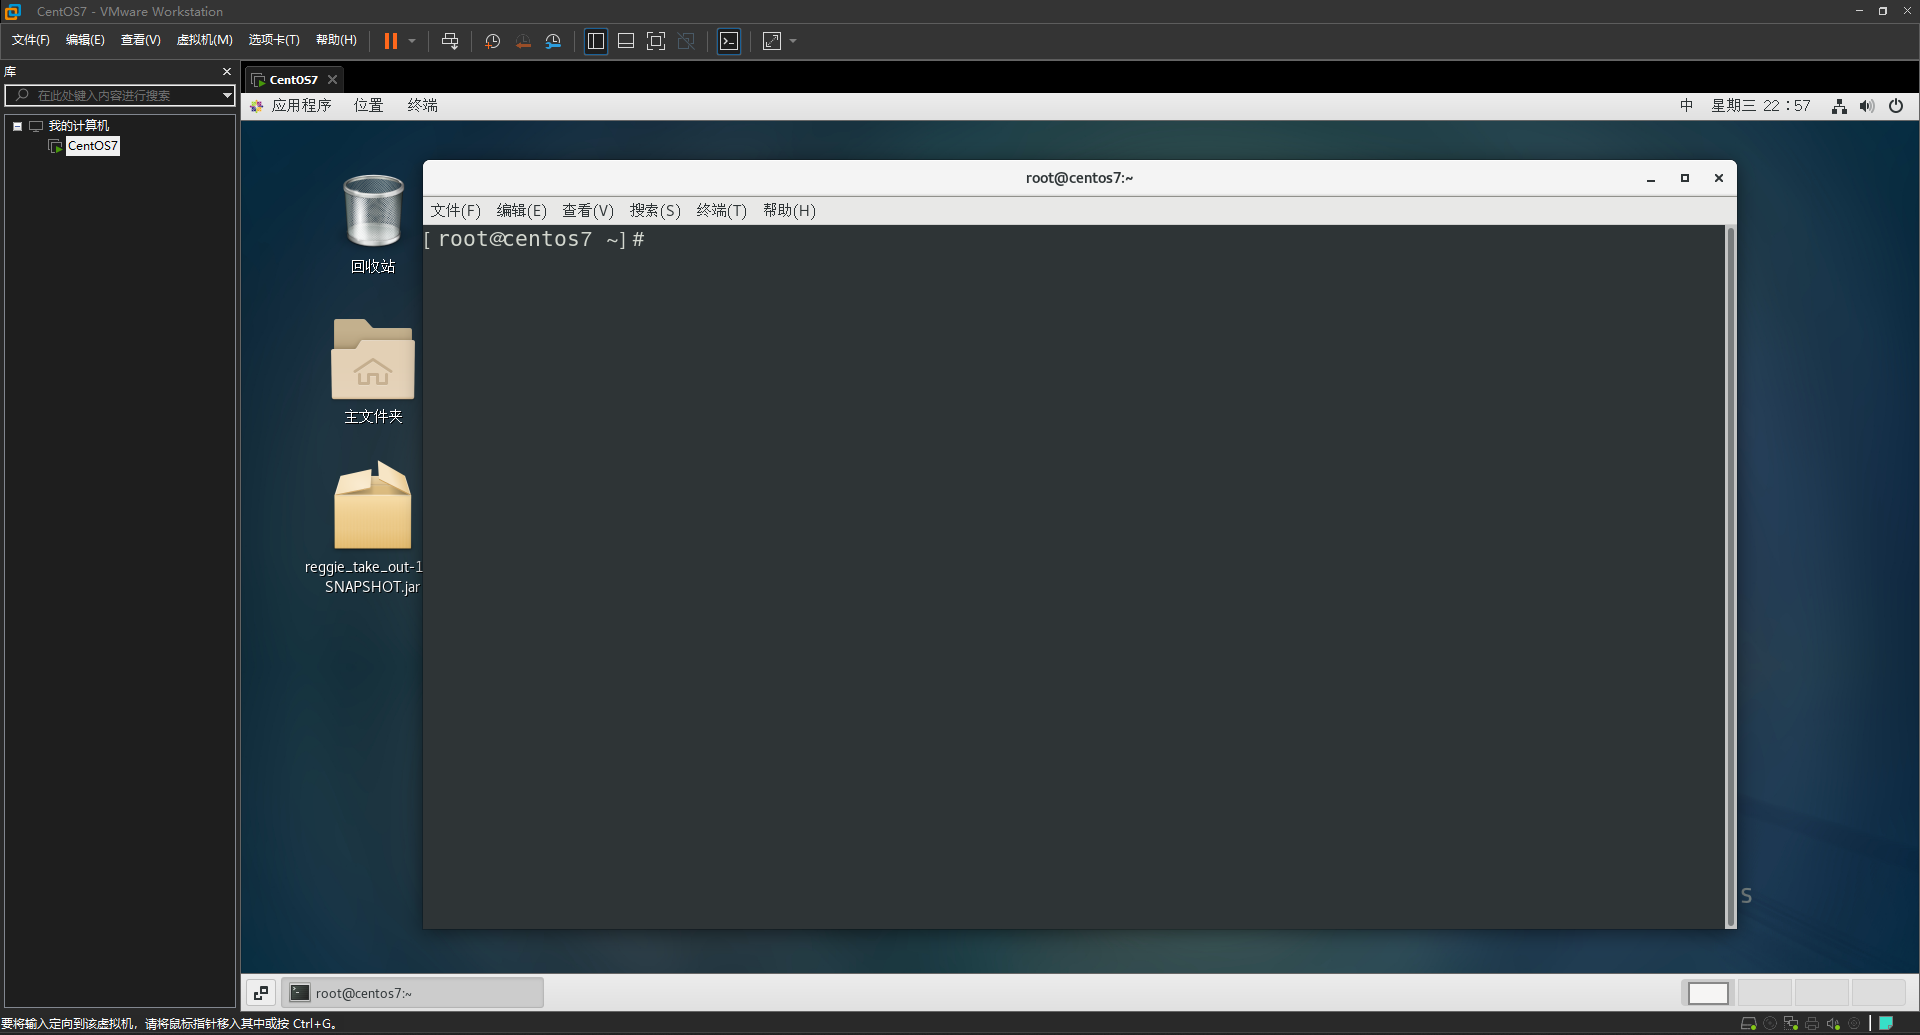 CentOS7 - VMware Workstation
文件(F) 编辑(E) 查看(V) 虚拟机(M) 选项卡(T) 帮助(H)
库
在此处键入内容进行搜索
我的计算机
CentOS7
CentOS7
应用程序 位置 终端
中 星期三 22:57
回收站
主文件夹
reggie_take_out-1
SNAPSHOT.jar
root@centos7:~
文件(F) 编辑(E) 查看(V) 搜索(S) 终端(T) 帮助(H)
[root@centos7 ~]#
S
root@centos7:~
要将输入定向到该虚拟机，请将鼠标指针移入其中或按 Ctrl+G。